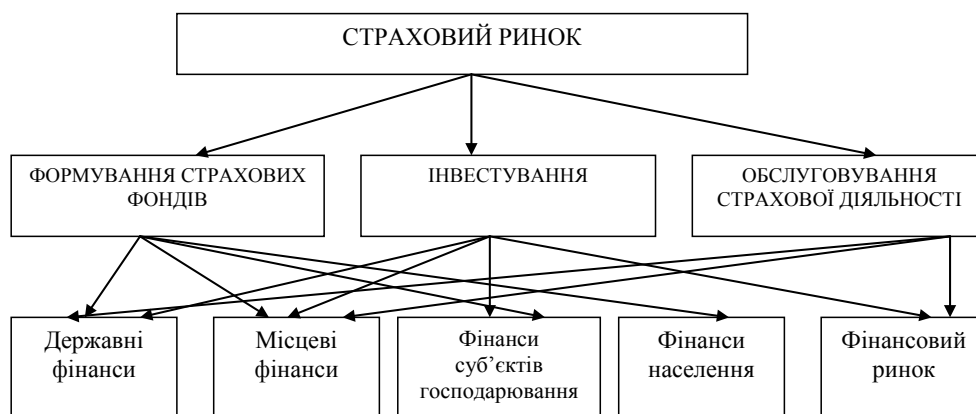 СТРАХОВИЙ РИНОК
ФОРМУВАННЯ СТРАХОВИХ
ФОНДІВ
ІНВЕСТУВАННЯ
ОБСЛУГОВУВАННЯ
СТРАХОВОЇ ДІЯЛЬНОСТІ
Державні
фінанси
Місцеві
фінанси
Фінанси
суб’єктів
господарювання
Фінанси
населення
Фінансовий
ринок